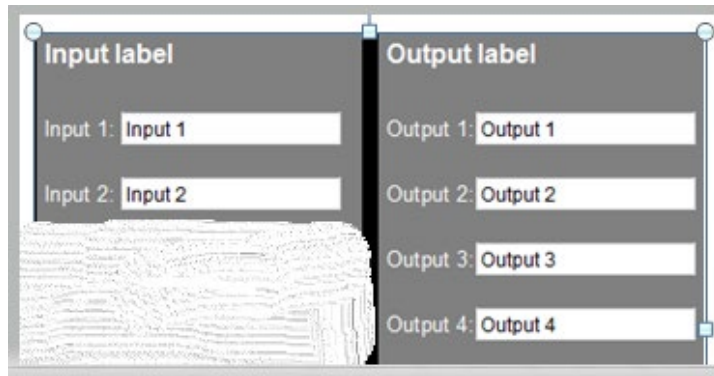 Input label
Input 1: Input 1
Input 2: Input 2
Output label
Output 1: Output 1
Output 2: Output 2
Output 3: Output 3
Output 4: Output 4